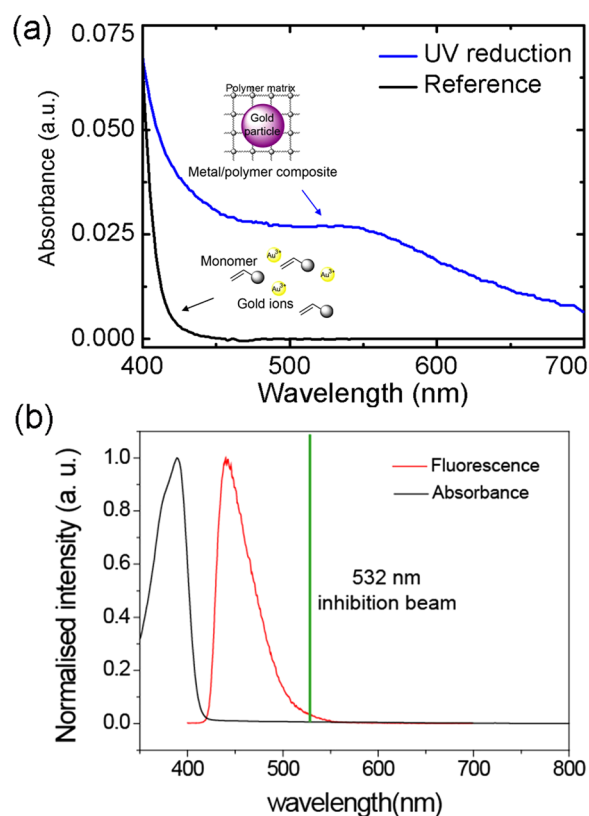 (a)
0.075
0.050
0.025
0.000
Absorbance (a.u.)
UV reduction
Reference
Polymer matrix
Gold
particle
Metal/polymer composite
Monomer
Au³⁺
Au³⁺
Au³⁺
Gold ions
400
500
600
700
Wavelength (nm)
(b)
1.0
0.8
0.6
0.4
0.2
0.0
Normalised intensity (a. u.)
Fluorescence
Absorbance
532 nm
inhibition beam
400
500
600
700
800
wavelength(nm)